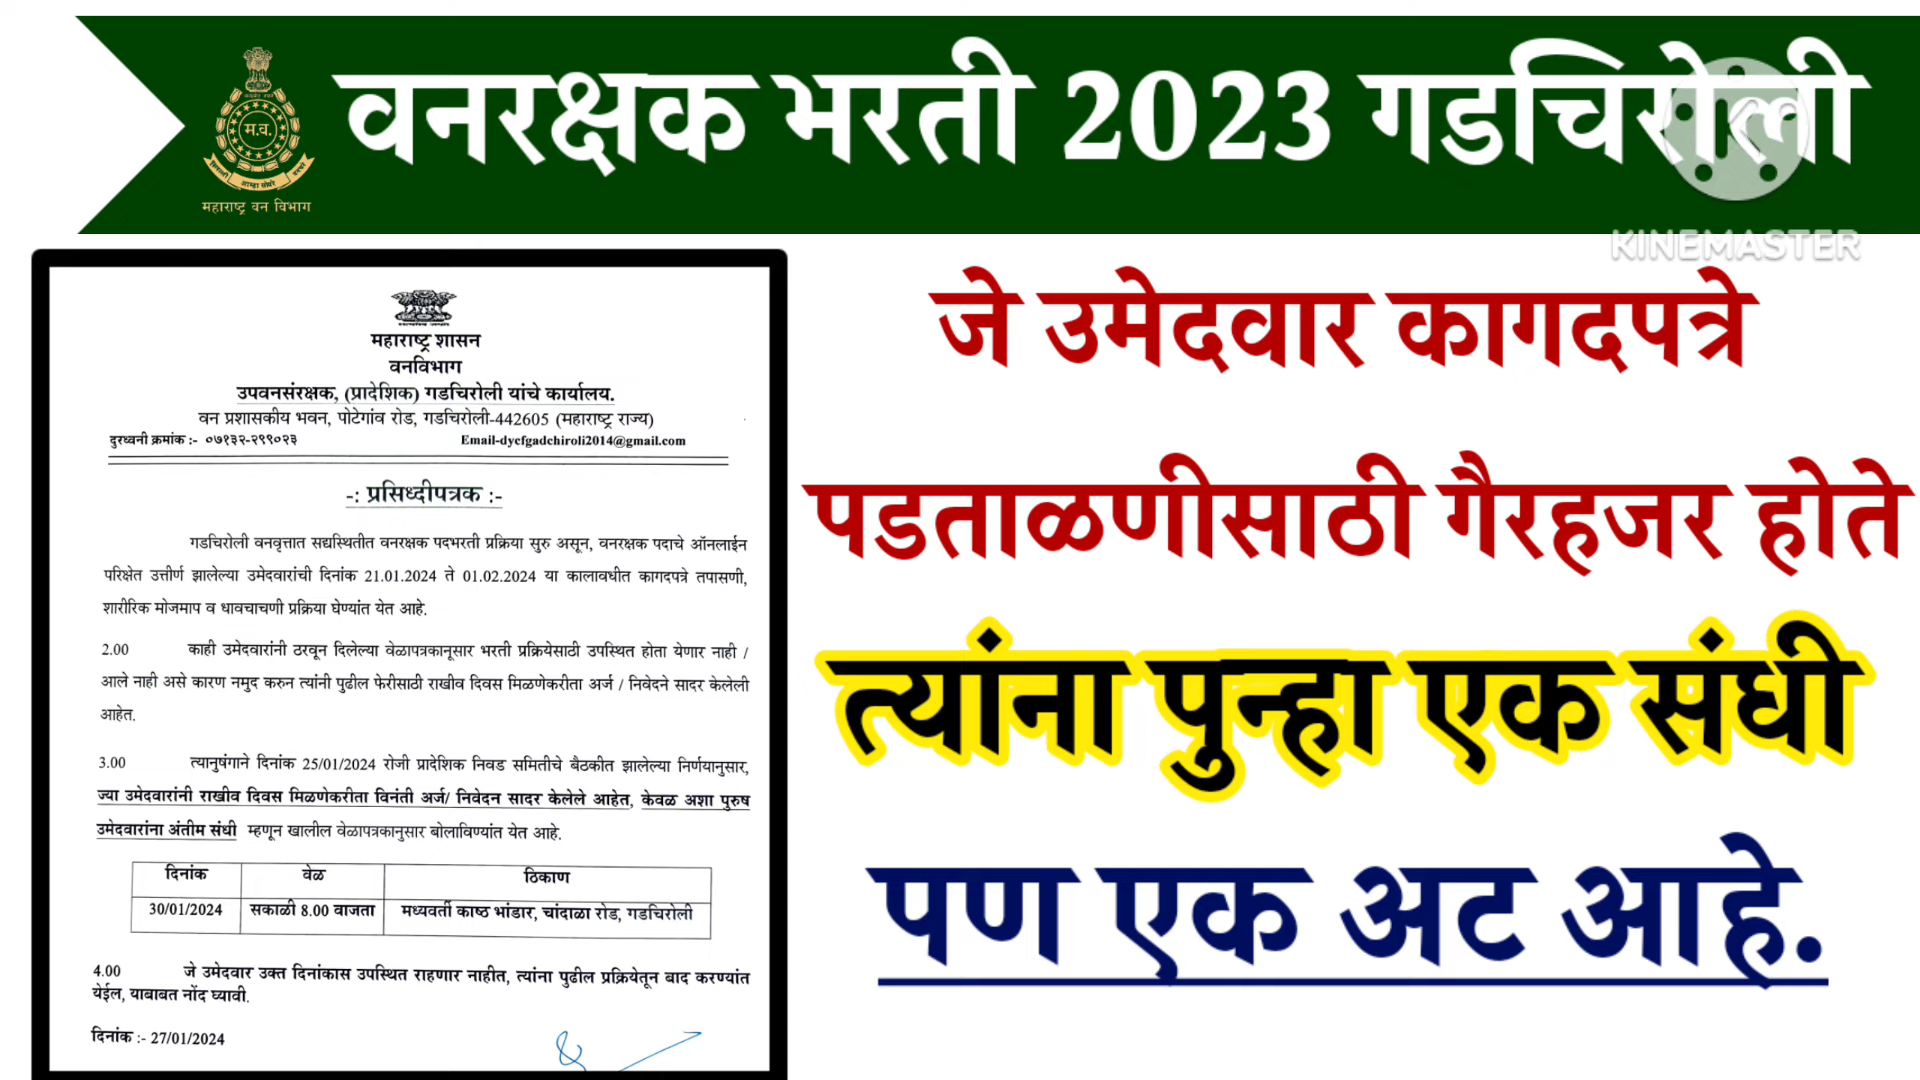 वनरक्षक भरती 2023 गडचिरोली
म.व.
महाराष्ट्र वन विभाग
KINEMASTER
महाराष्ट्र शासन
वनविभाग
उपवनसंरक्षक, (प्रादेशिक) गडचिरोली यांचे कार्यालय.
वन प्रशासकीय भवन, पोटेगांव रोड, गडचिरोली-442605 (महाराष्ट्र राज्य)
दुरध्वनी क्रमांक :- ०७१३२-२९९०२३ Email-dycfgadchiroli2014@gmail.com
-: प्रसिध्दीपत्रक :-
गडचिरोली वनवृत्तात सद्यस्थितीत वनरक्षक पदभरती प्रक्रिया सुरु असून, वनरक्षक पदाचे ऑनलाईन
परिक्षेत उत्तीर्ण झालेल्या उमेदवारांची दिनांक 21.01.2024 ते 01.02.2024 या कालावधीत कागदपत्रे तपासणी,
शारीरिक मोजमाप व धावचाचणी प्रक्रिया घेण्यांत येत आहे.
2.00 काही उमेदवारांनी ठरवून दिलेल्या वेळापत्रकानूसार भरती प्रक्रियेसाठी उपस्थित होता येणार नाही /
आले नाही असे कारण नमुद करुन त्यांनी पुढील फेरीसाठी राखीव दिवस मिळणेकरीता अर्ज / निवेदने सादर केलेली
आहेत.
3.00 त्यानुषंगाने दिनांक 25/01/2024 रोजी प्रादेशिक निवड समितीचे बैठकीत झालेल्या निर्णयानुसार,
ज्या उमेदवारांनी राखीव दिवस मिळणेकरीता विनंती अर्ज/ निवेदन सादर केलेले आहेत, केवळ अशा पुरुष
उमेदवारांना अंतीम संधी म्हणून खालील वेळापत्रकानुसार बोलाविण्यांत येत आहे.
दिनांक वेळ ठिकाण
30/01/2024 सकाळी 8.00 वाजता मध्यवर्ती काष्ठ भांडार, चांदाळा रोड, गडचिरोली
4.00 जे उमेदवार उक्त दिनांकास उपस्थित राहणार नाहीत, त्यांना पुढील प्रक्रियेतून बाद करण्यांत
येईल, याबाबत नोंद घ्यावी.
दिनांक :- 27/01/2024
जे उमेदवार कागदपत्रे
पडताळणीसाठी गैरहजर होते
त्यांना पुन्हा एक संधी
पण एक अट आहे.